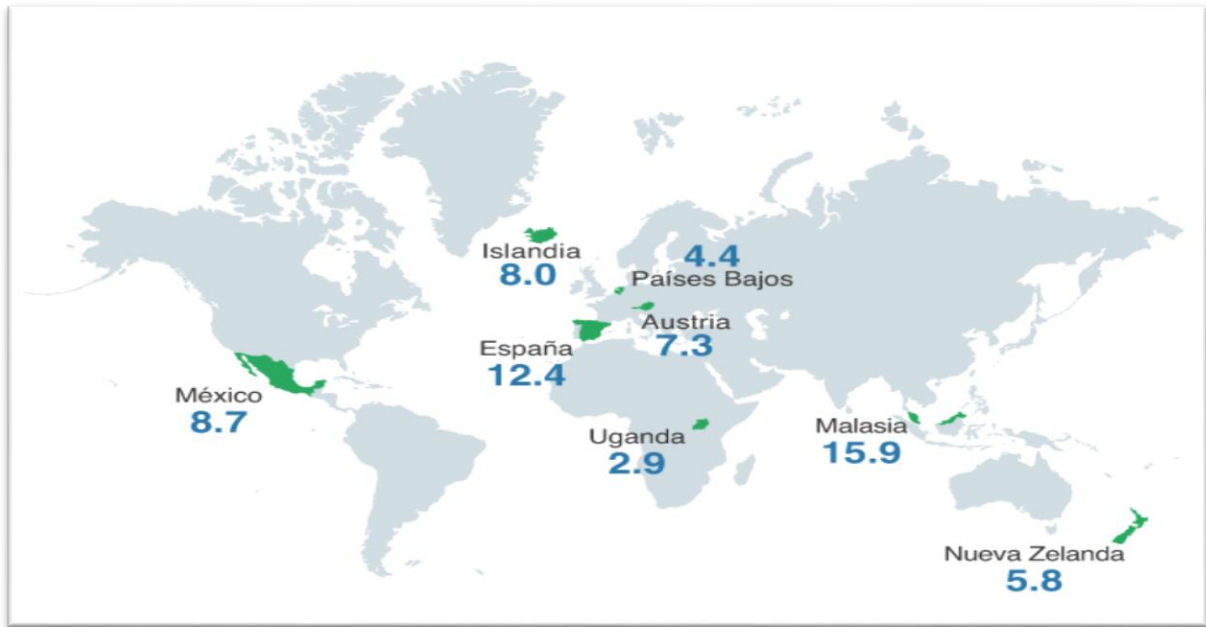 Islandia
8.0
4.4
Países Bajos
Austria
7.3
España
12.4
México
8.7
Uganda
2.9
Malasia
15.9
Nueva Zelanda
5.8